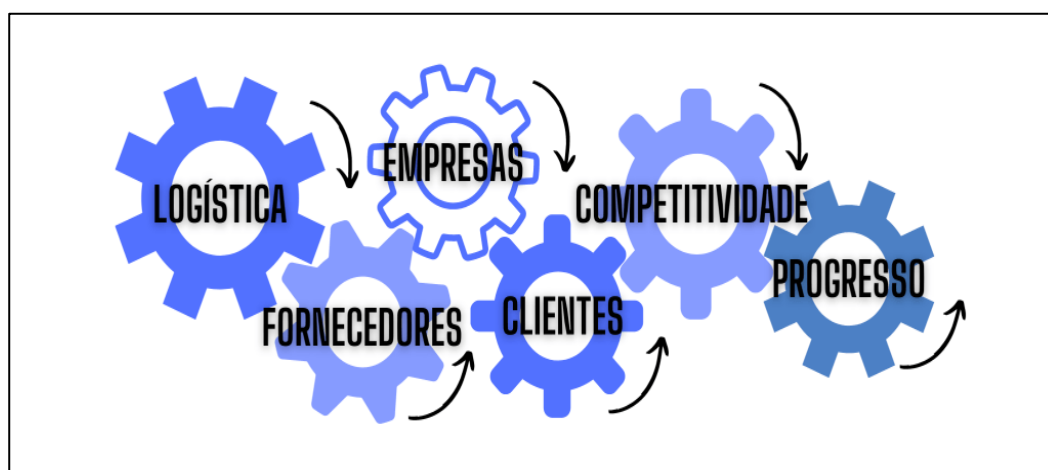 LOGÍSTICA
FORNECEDORES
EMPRESAS
CLIENTES
COMPETITIVIDADE
PROGRESSO